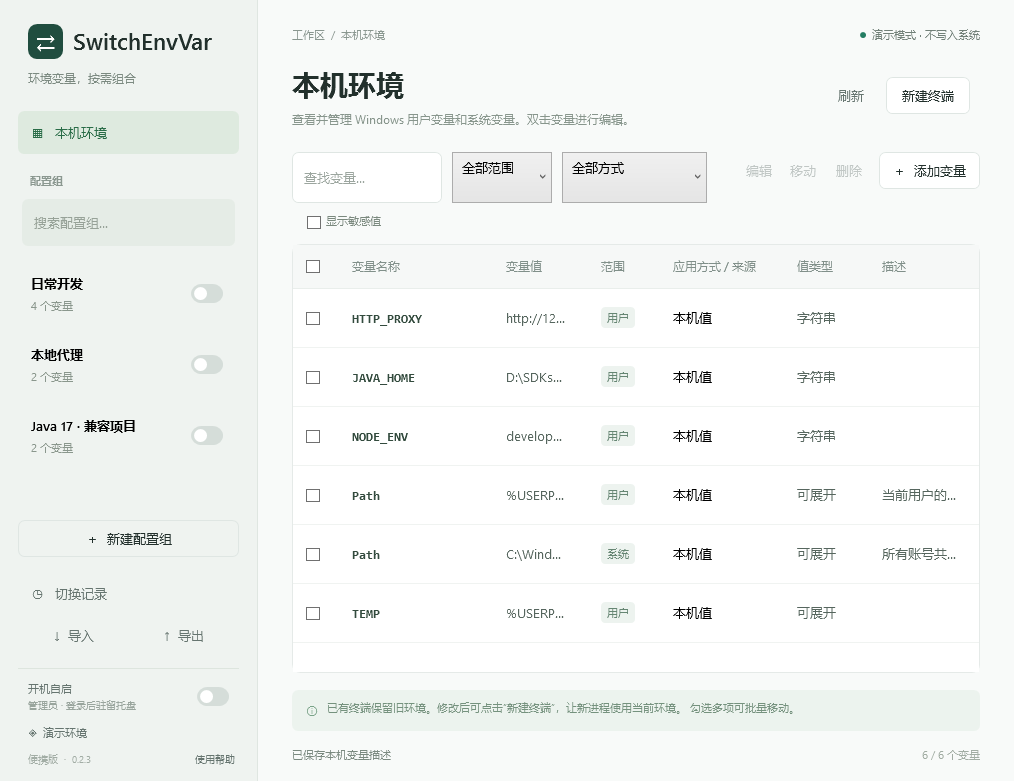 SwitchEnvVar
环境变量，按需组合
本机环境
配置组
搜索配置组...
日常开发
4 个变量
本地代理
2 个变量
Java 17 · 兼容项目
2 个变量
+ 新建配置组
切换记录
↓ 导入 ↑ 导出
开机自启
管理员 · 登录后驻留托盘
◈ 演示环境
便携版 · 0.2.3 使用帮助
工作区 / 本机环境
● 演示模式 · 不写入系统
本机环境
查看并管理 Windows 用户变量和系统变量。双击变量进行编辑。
刷新 新建终端
查找变量... 全部范围 全部方式 编辑 移动 删除 + 添加变量
显示敏感值
变量名称 变量值 范围 应用方式 / 来源 值类型 描述
HTTP_PROXY http://12... 用户 本机值 字符串
JAVA_HOME D:\SDKs... 用户 本机值 字符串
NODE_ENV develop... 用户 本机值 字符串
Path %USERP... 用户 本机值 可展开 当前用户的...
Path C:\Wind... 系统 本机值 可展开 所有账号共...
TEMP %USERP... 用户 本机值 可展开
已有终端保留旧环境。修改后可点击"新建终端"，让新进程使用当前环境。 勾选多项可批量移动。
已保存本机变量描述 6 / 6 个变量